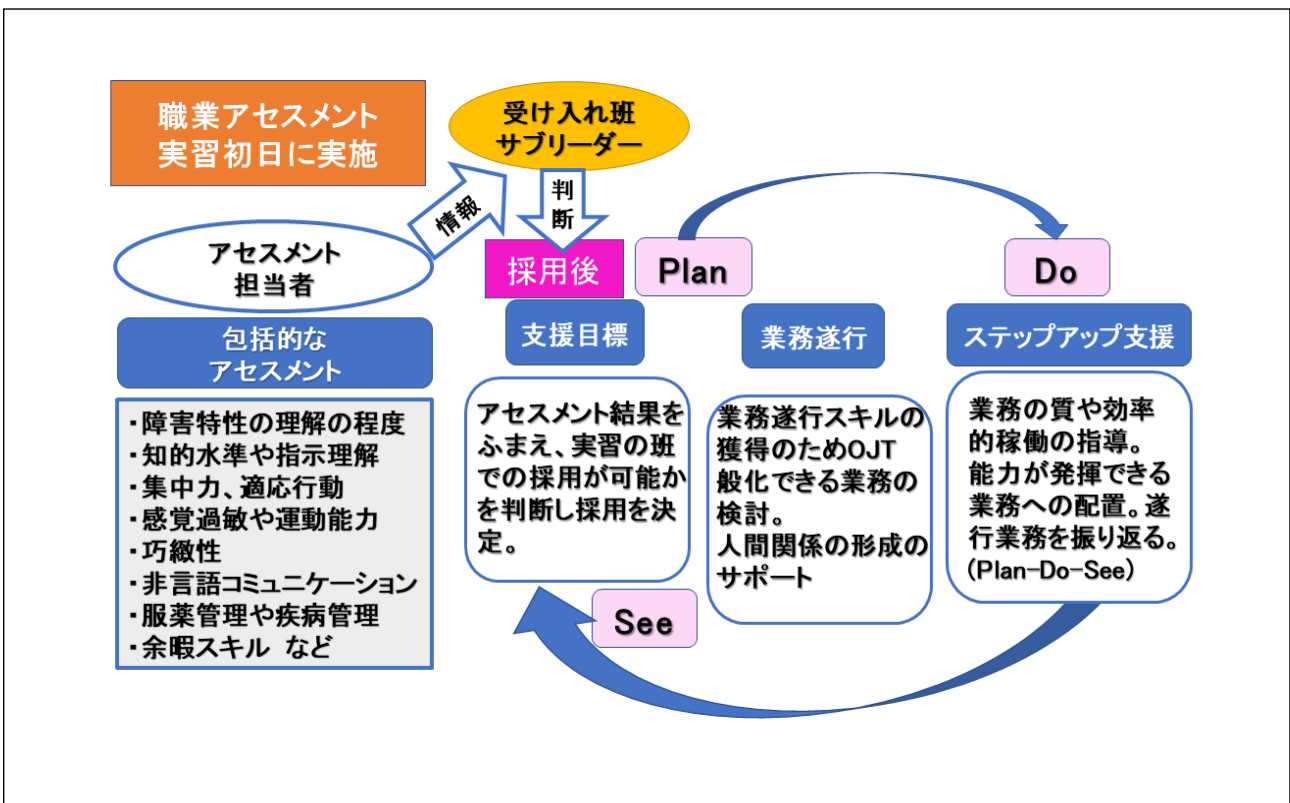 職業アセスメント
実習初日に実施
受け入れ班
サブリーダー
情報
判
断
アセスメント
担当者
採用後
Plan
Do
包括的な
アセスメント
支援目標
業務遂行
ステップアップ支援
・障害特性の理解の程度
・知的水準や指示理解
・集中力、適応行動
・感覚過敏や運動能力
・巧緻性
・非言語コミュニケーション
・服薬管理や疾病管理
・余暇スキル など
アセスメント結果を
ふまえ、実習の班
での採用が可能か
を判断し採用を決
定。
業務遂行スキルの
獲得のためOJT
般化できる業務の
検討。
人間関係の形成の
サポート
業務の質や効率
的稼働の指導。
能力が発揮できる
業務への配置。遂
行業務を振り返る。
(Plan-Do-See)
See